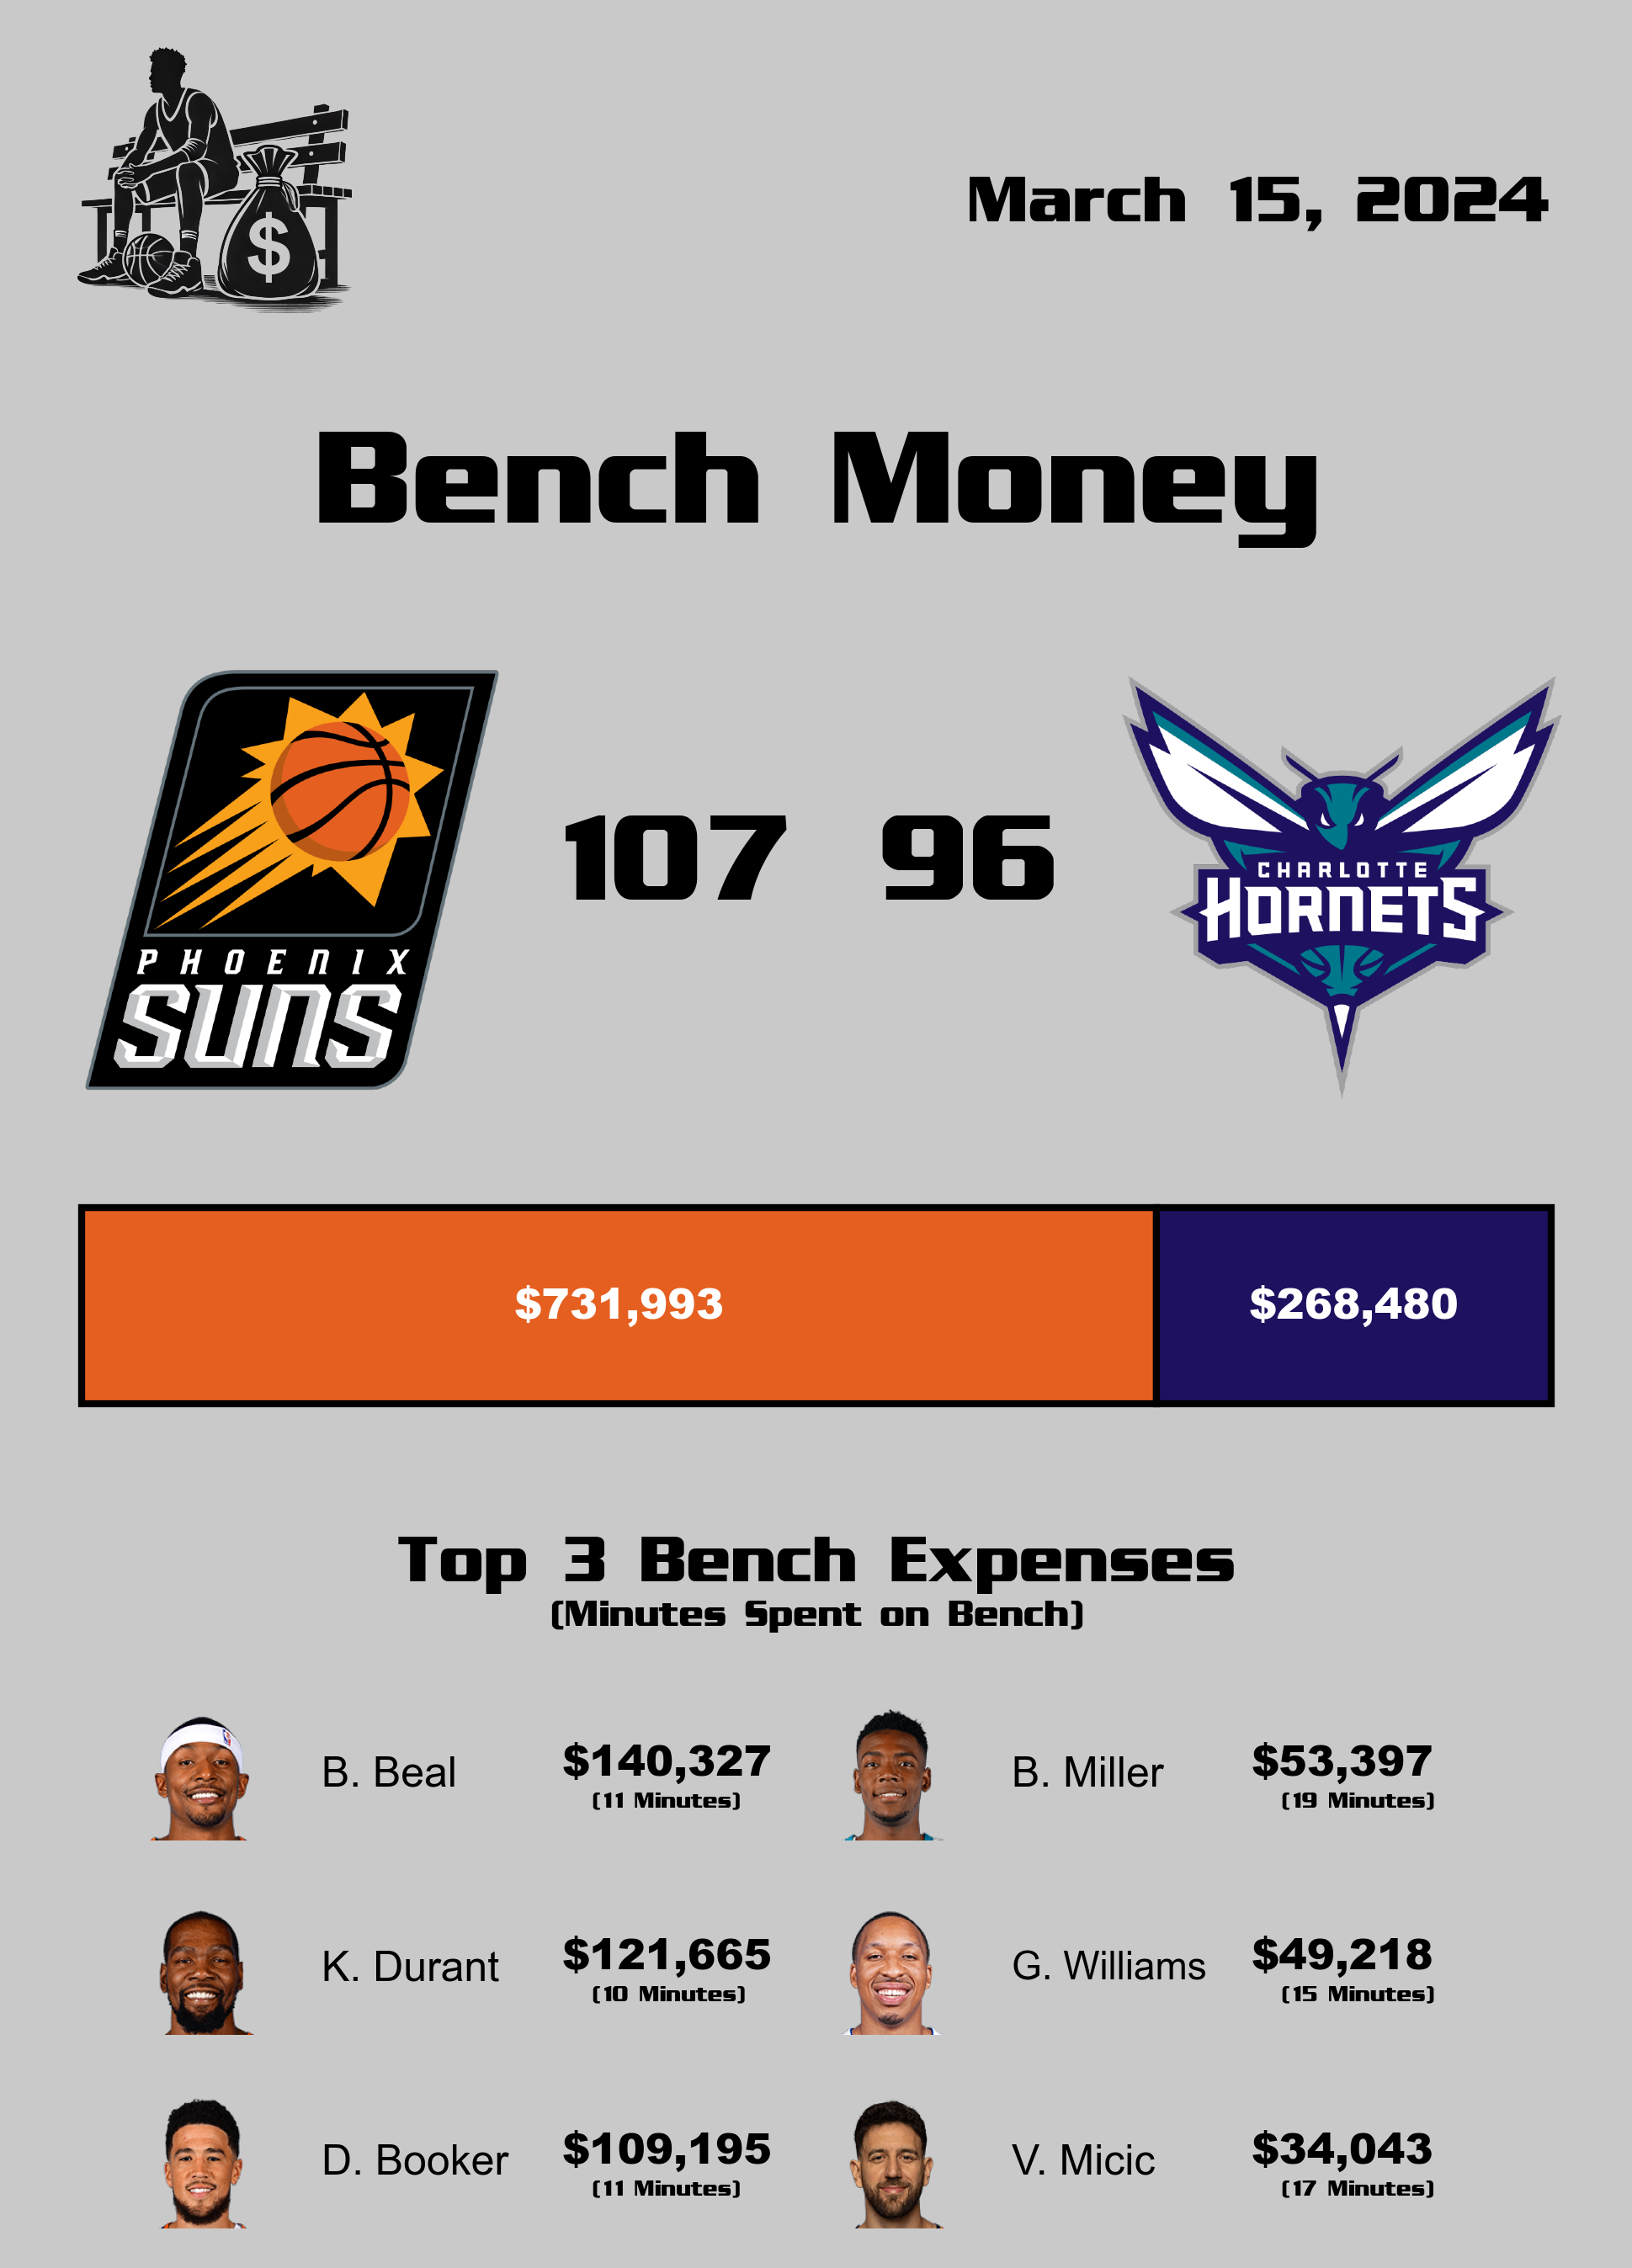 $
March 15, 2024
Bench Money
PHOENIX
SUNS
107 96
CHARLOTTE
HORNETS
$731,993 $268,480
Top 3 Bench Expenses
(Minutes Spent on Bench)
B. Beal $140,327
(11 Minutes)
B. Miller $53,397
(19 Minutes)
K. Durant $121,665
(10 Minutes)
G. Williams $49,218
(15 Minutes)
D. Booker $109,195
(11 Minutes)
V. Micic $34,043
(17 Minutes)